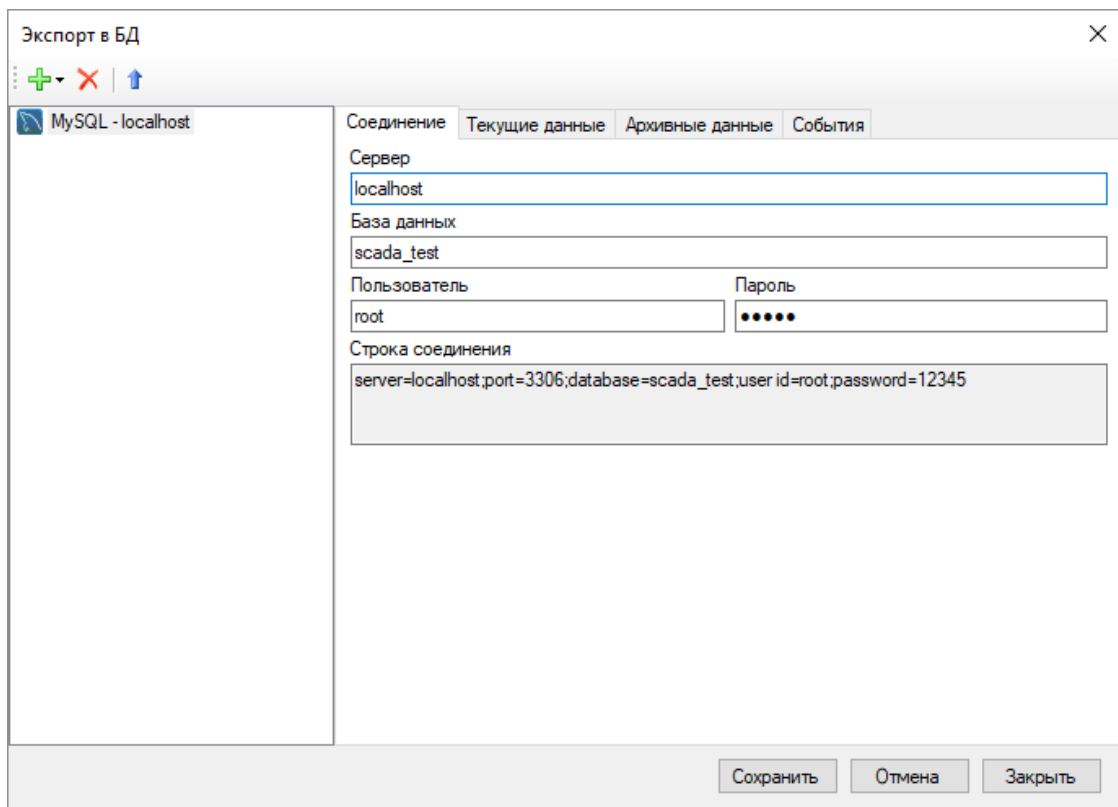 Экспорт в БД
MySQL - localhost
Соединение Текущие данные Архивные данные События
Сервер
localhost
База данных
scada_test
Пользователь Пароль
root •••••
Строка соединения
server=localhost;port=3306;database=scada_test;user id=root;password=12345
Сохранить Отмена Закрыть